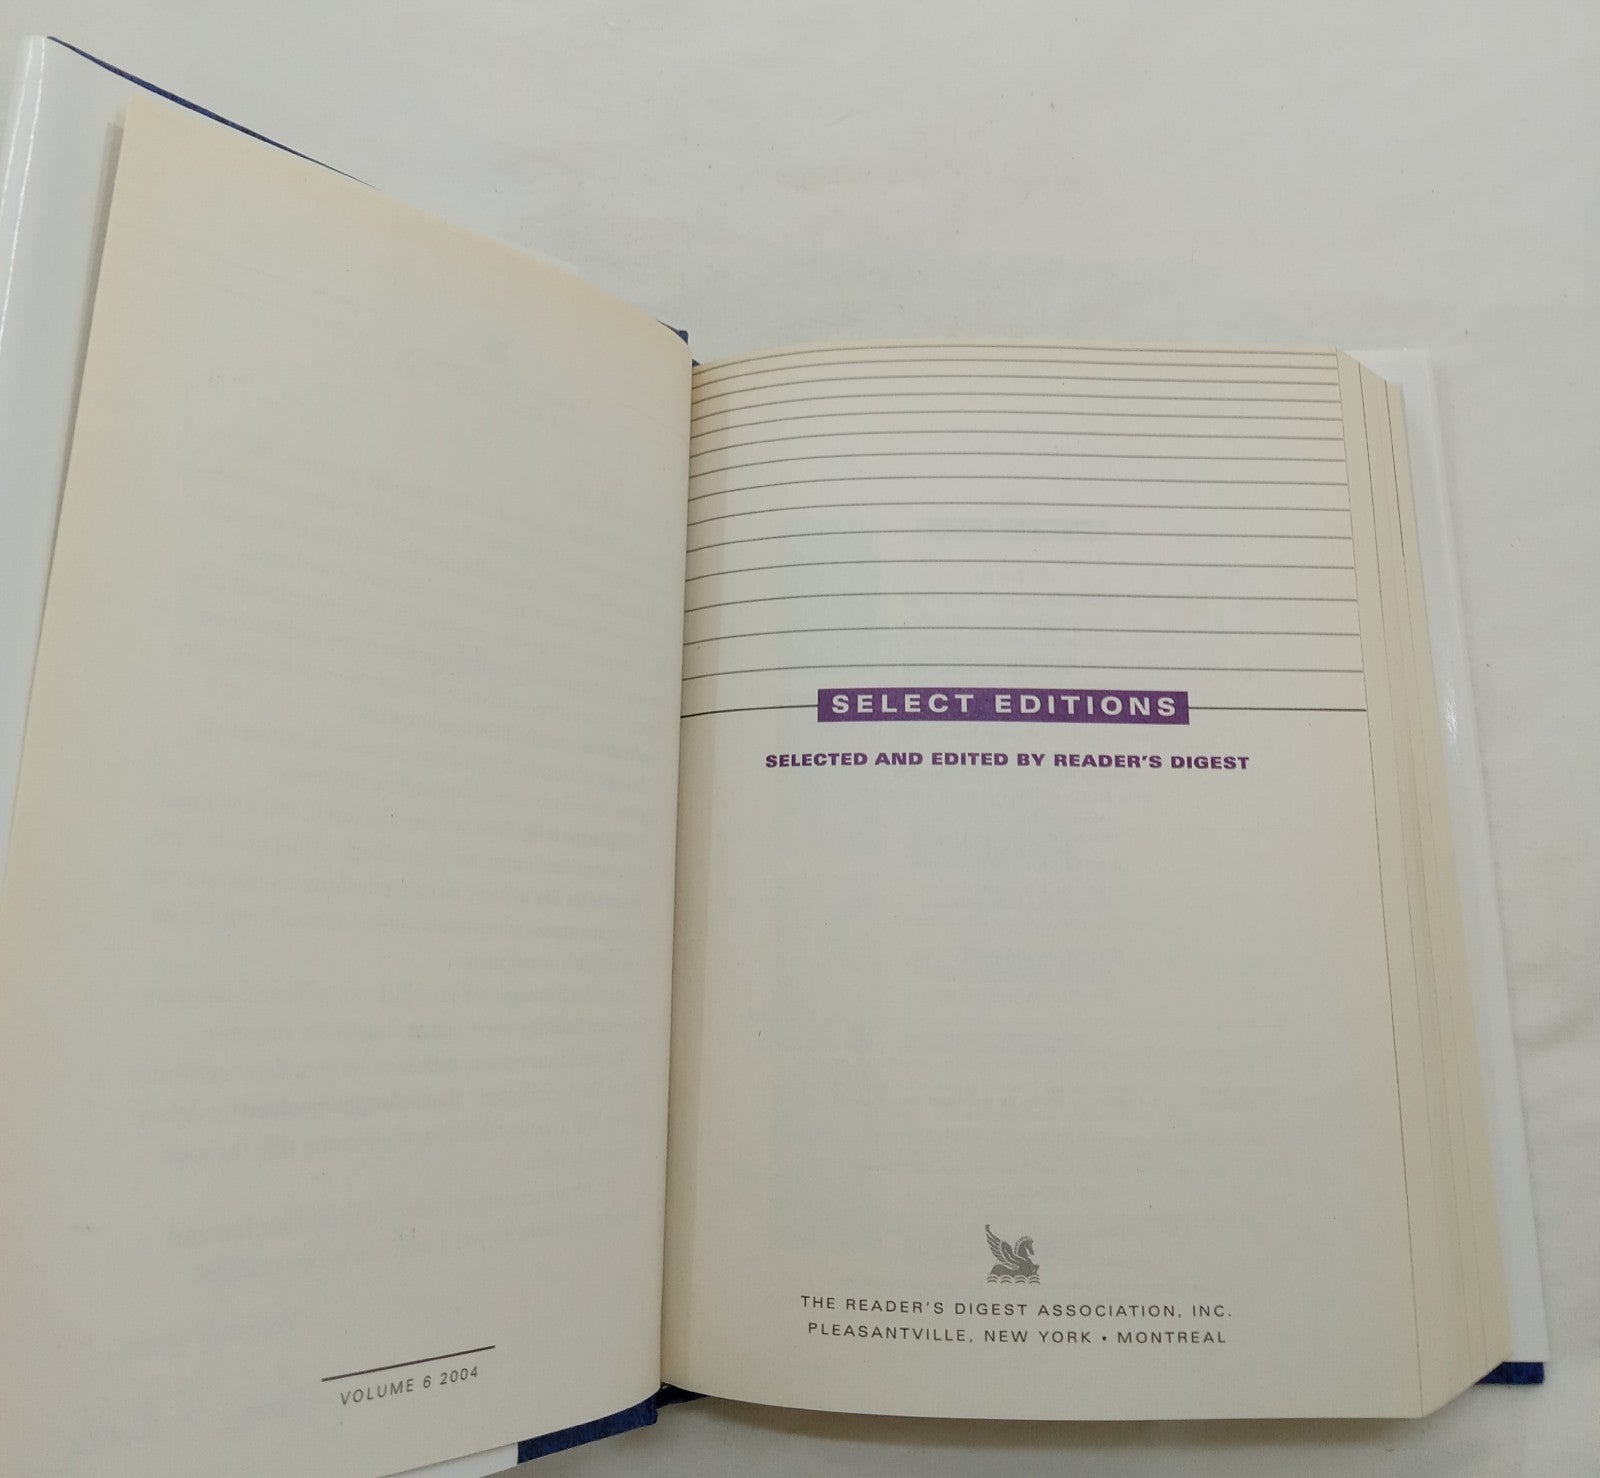 VOLUME 6 2004
SELECT EDITIONS
SELECTED AND EDITED BY READER'S DIGEST
THE READER'S DIGEST ASSOCIATION, INC.
PLEASANTVILLE, NEW YORK • MONTREAL